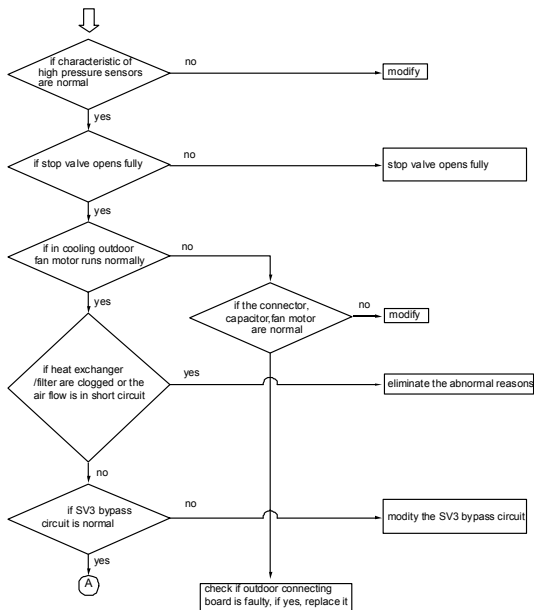 if characteristic of
high pressure sensors
are normal
no
modify
yes
if stop valve opens fully
no
stop valve opens fully
yes
if in cooling outdoor
fan motor runs normally
no
yes
if the connector,
capacitor,fan motor
are normal
no
modify
if heat exchanger
/filter are clogged or the
air flow is in short circuit
yes
eliminate the abnormal reasons
no
if SV3 bypass
circuit is normal
no
modity the SV3 bypass circuit
yes
A
check if outdoor connecting
board is faulty, if yes, replace it